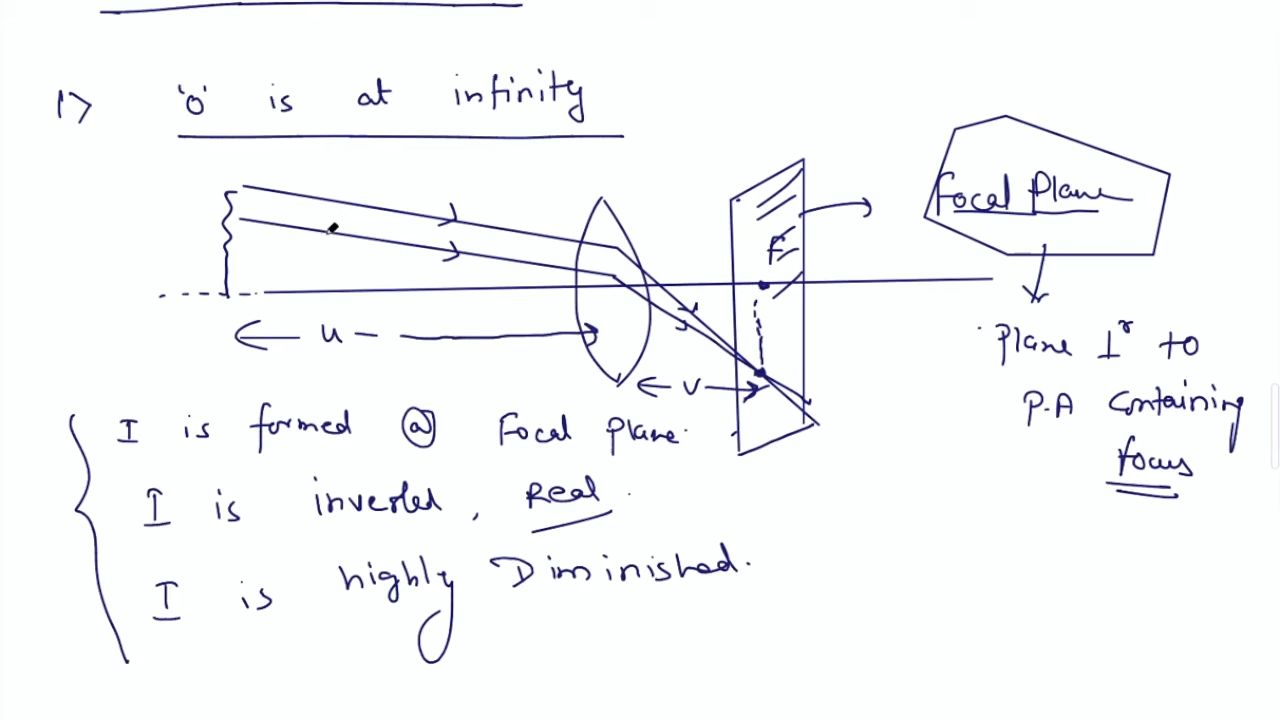 1> 'O' is at infinity
Focal Plane
F
u
v
Plane ⊥r to
P.A Containing
focus
I is formed @ Focal Plane.
I is inverted, Real.
I is highly Diminished.